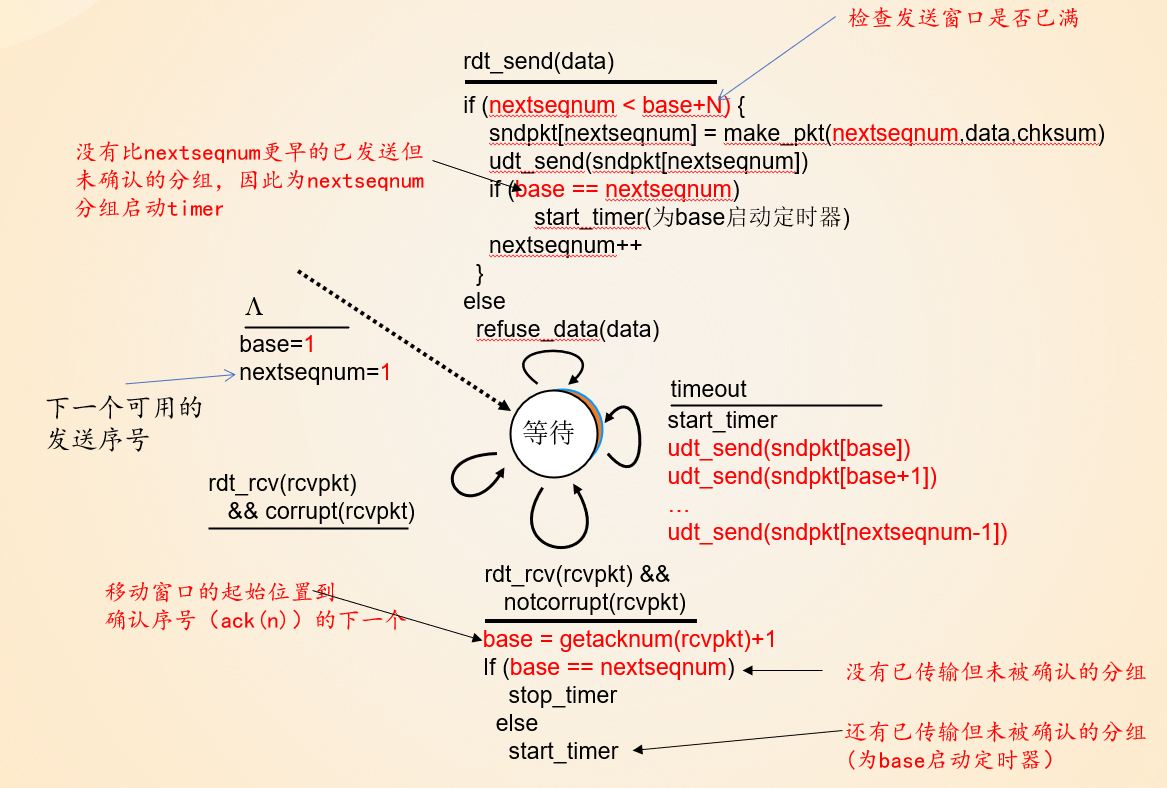 检查发送窗口是否已满
rdt_send(data)
if (nextseqnum < base+N) {
sndpkt[nextseqnum] = make_pkt(nextseqnum,data,chksum)
udt_send(sndpkt[nextseqnum])
if (base == nextseqnum)
start_timer(为base启动定时器)
nextseqnum++
}
else
refuse_data(data)
没有比nextseqnum更早的已发送但
未确认的分组，因此为nextseqnum
分组启动timer
Λ
base=1
nextseqnum=1
下一个可用的
发送序号
等待
timeout
start_timer
udt_send(sndpkt[base])
udt_send(sndpkt[base+1])
…
udt_send(sndpkt[nextseqnum-1])
rdt_rcv(rcvpkt)
&& corrupt(rcvpkt)
rdt_rcv(rcvpkt) &&
notcorrupt(rcvpkt)
移动窗口的起始位置到
确认序号（ack(n)）的下一个
base = getacknum(rcvpkt)+1
If (base == nextseqnum)
stop_timer
else
start_timer
没有已传输但未被确认的分组
还有已传输但未被确认的分组
(为base启动定时器）